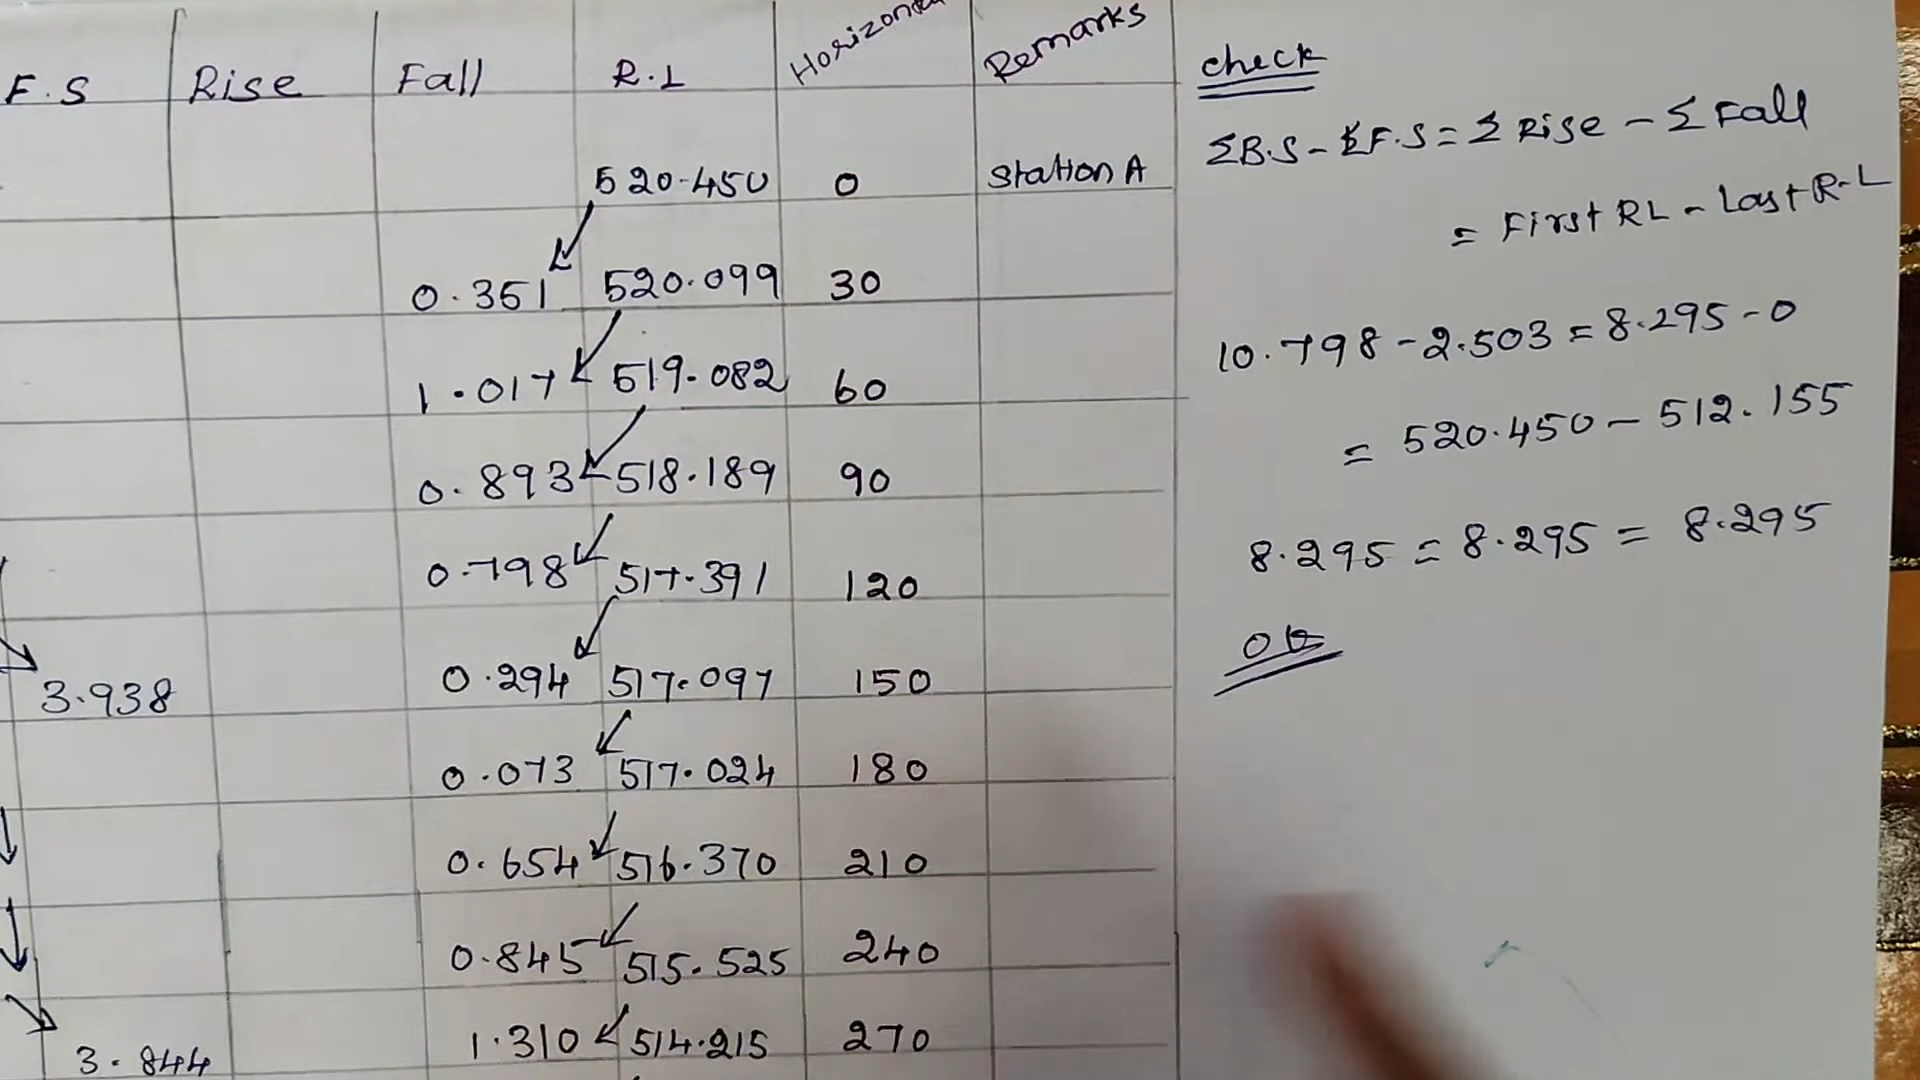 F.S Rise Fall R.L Remarks
520.450 0 Station A
0.351 520.099 30
1.017 519.082 60
0.893 518.189 90
0.798 517.391 120
3.938 0.294 517.097 150
0.073 517.024 180
0.654 516.370 210
0.845 515.525 240
3.844 1.310 514.215 270
check
ΣB.S - ΣF.S = Σ Rise - Σ Fall
= First RL - Last R.L
10.798 - 2.503 = 8.295 - 0
= 520.450 - 512.155
8.295 = 8.295 = 8.295
ok